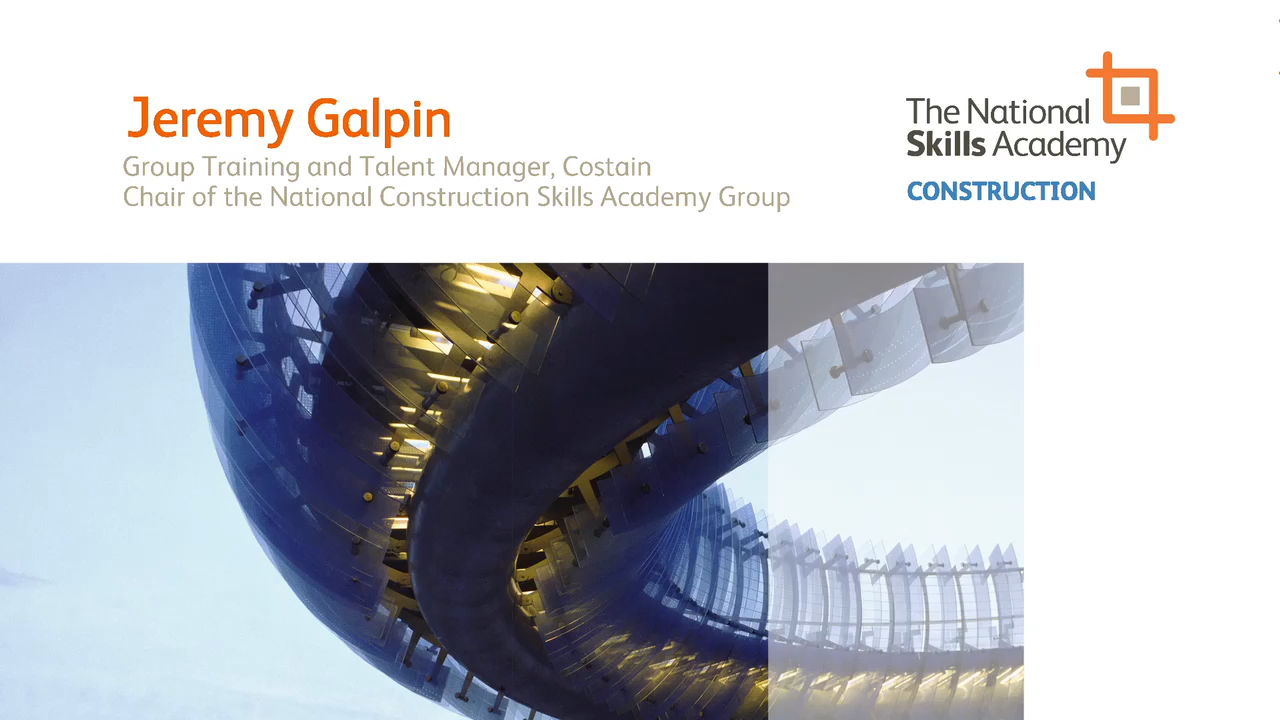 Jeremy Galpin
Group Training and Talent Manager, Costain
Chair of the National Construction Skills Academy Group
The National
Skills Academy
CONSTRUCTION